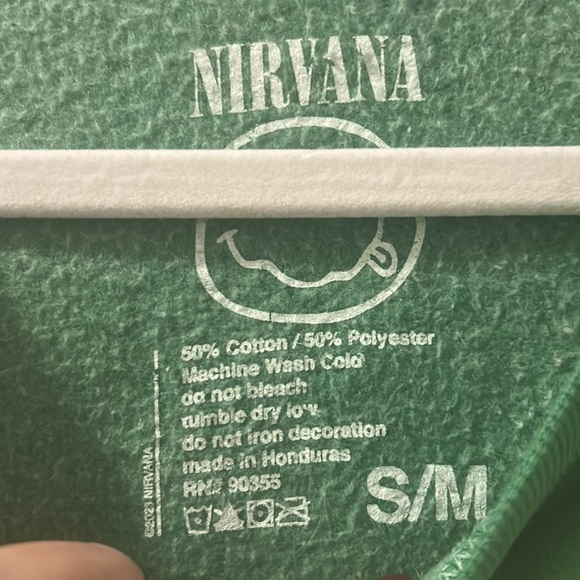 NIRVANA
50% Cotton / 50% Polyester
Machine Wash Cold
do not bleach
tumble dry low
do not iron decoration
made in Honduras
RN# 90355
S/M
©2023 NIRVANA